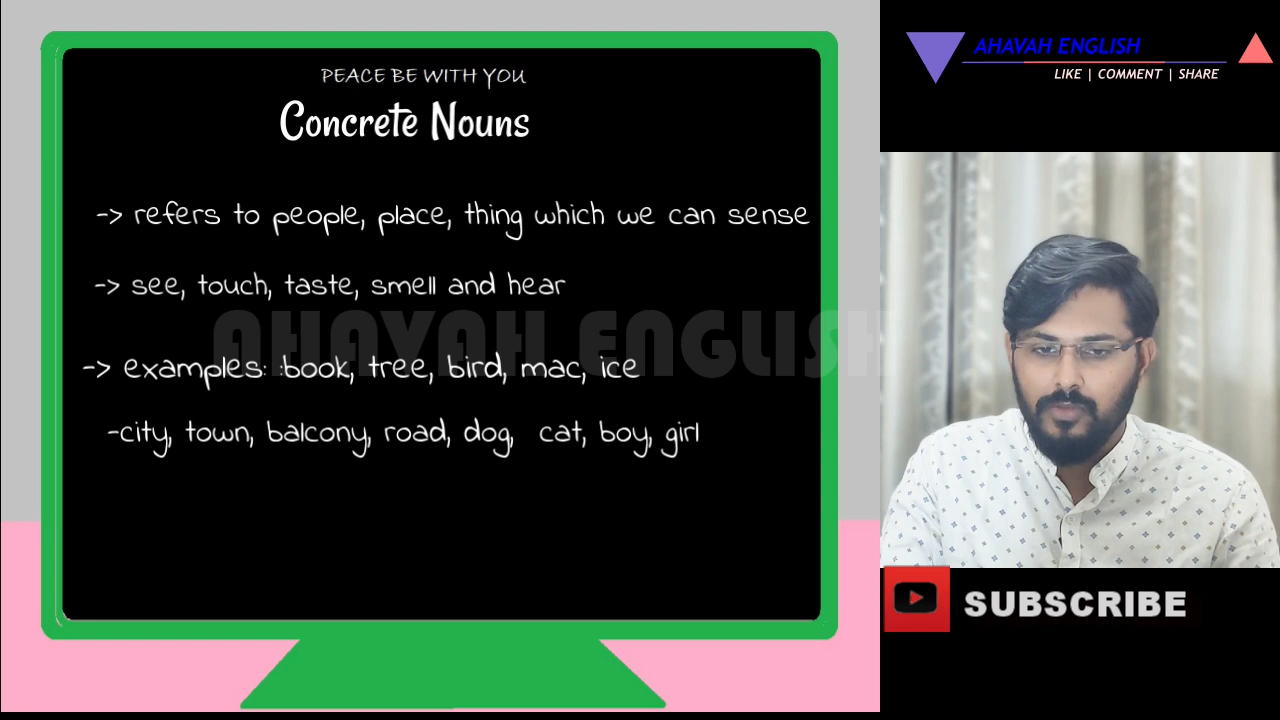 PEACE BE WITH YOU
Concrete Nouns
-> refers to people, place, thing which we can sense
-> see, touch, taste, smell and hear
AHAVAH ENGLISH
-> examples: :book, tree, bird, mac, ice
-city, town, balcony, road, dog, cat, boy, girl
AHAVAH ENGLISH
LIKE | COMMENT | SHARE
SUBSCRIBE